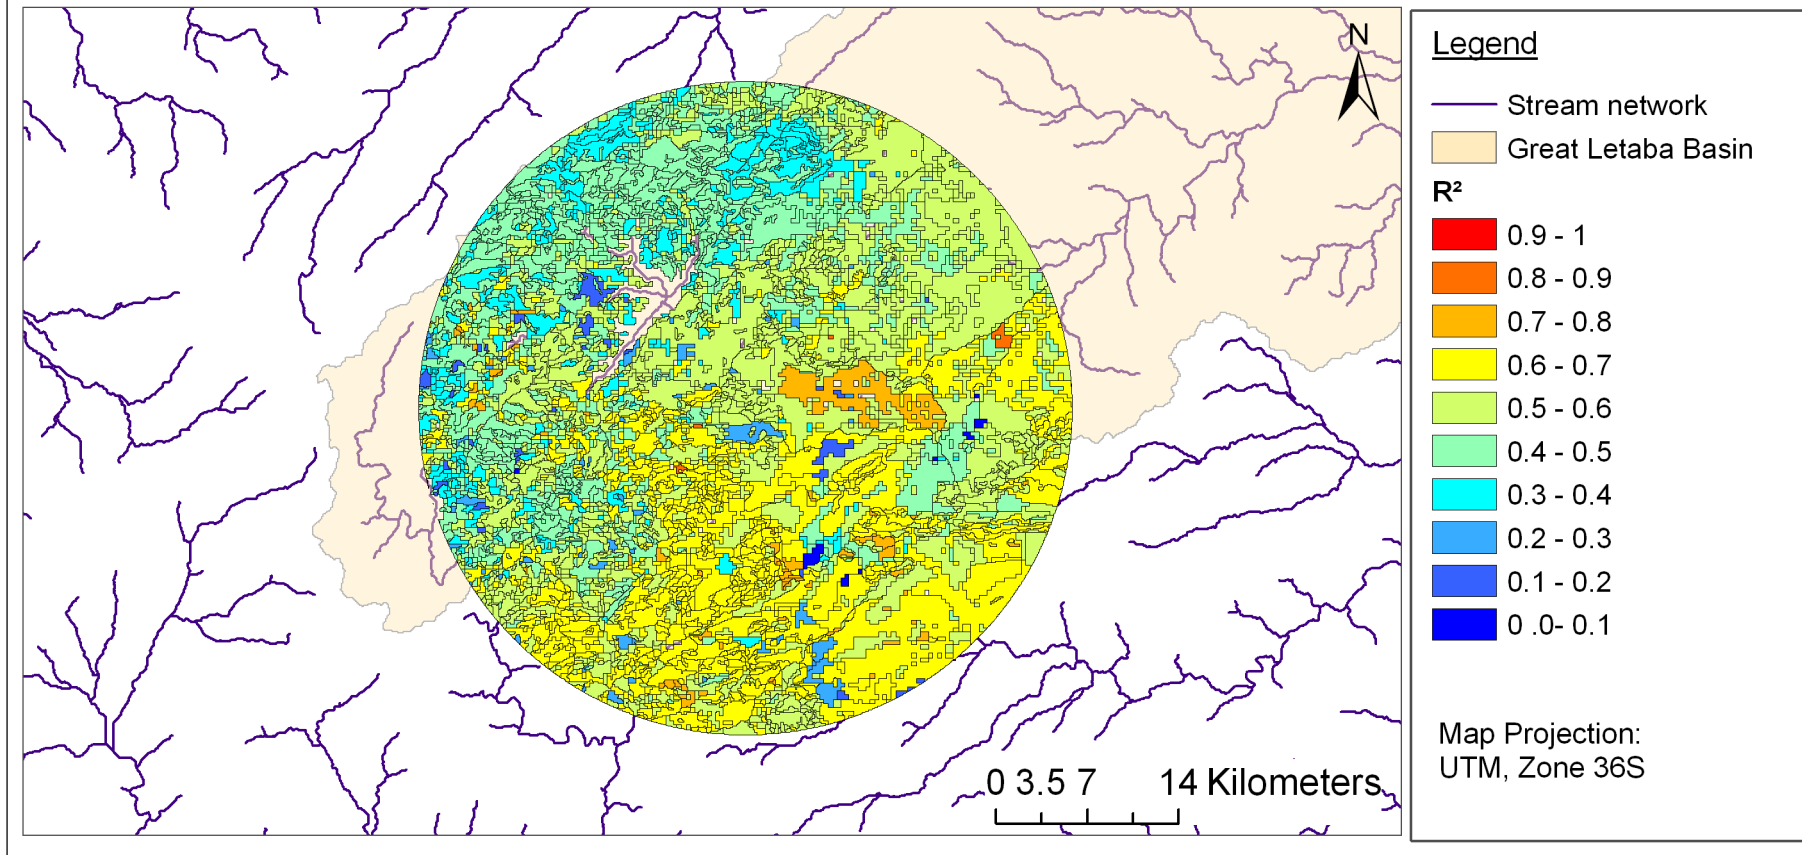 N
0 3.5 7 14 Kilometers
Legend
Stream network
Great Letaba Basin
R²
0.9 - 1
0.8 - 0.9
0.7 - 0.8
0.6 - 0.7
0.5 - 0.6
0.4 - 0.5
0.3 - 0.4
0.2 - 0.3
0.1 - 0.2
0 .0- 0.1
Map Projection:
UTM, Zone 36S